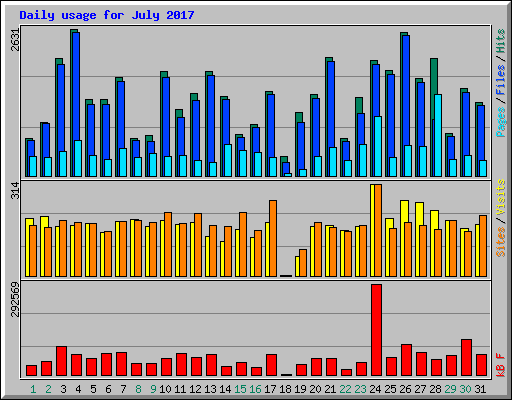 Daily usage for July 2017
2631
Pages / Files / Hits
314
Sites / Visits
292569
kB F
1 2 3 4 5 6 7 8 9 10 11 12 13 14 15 16 17 18 19 20 21 22 23 24 25 26 27 28 29 30 31